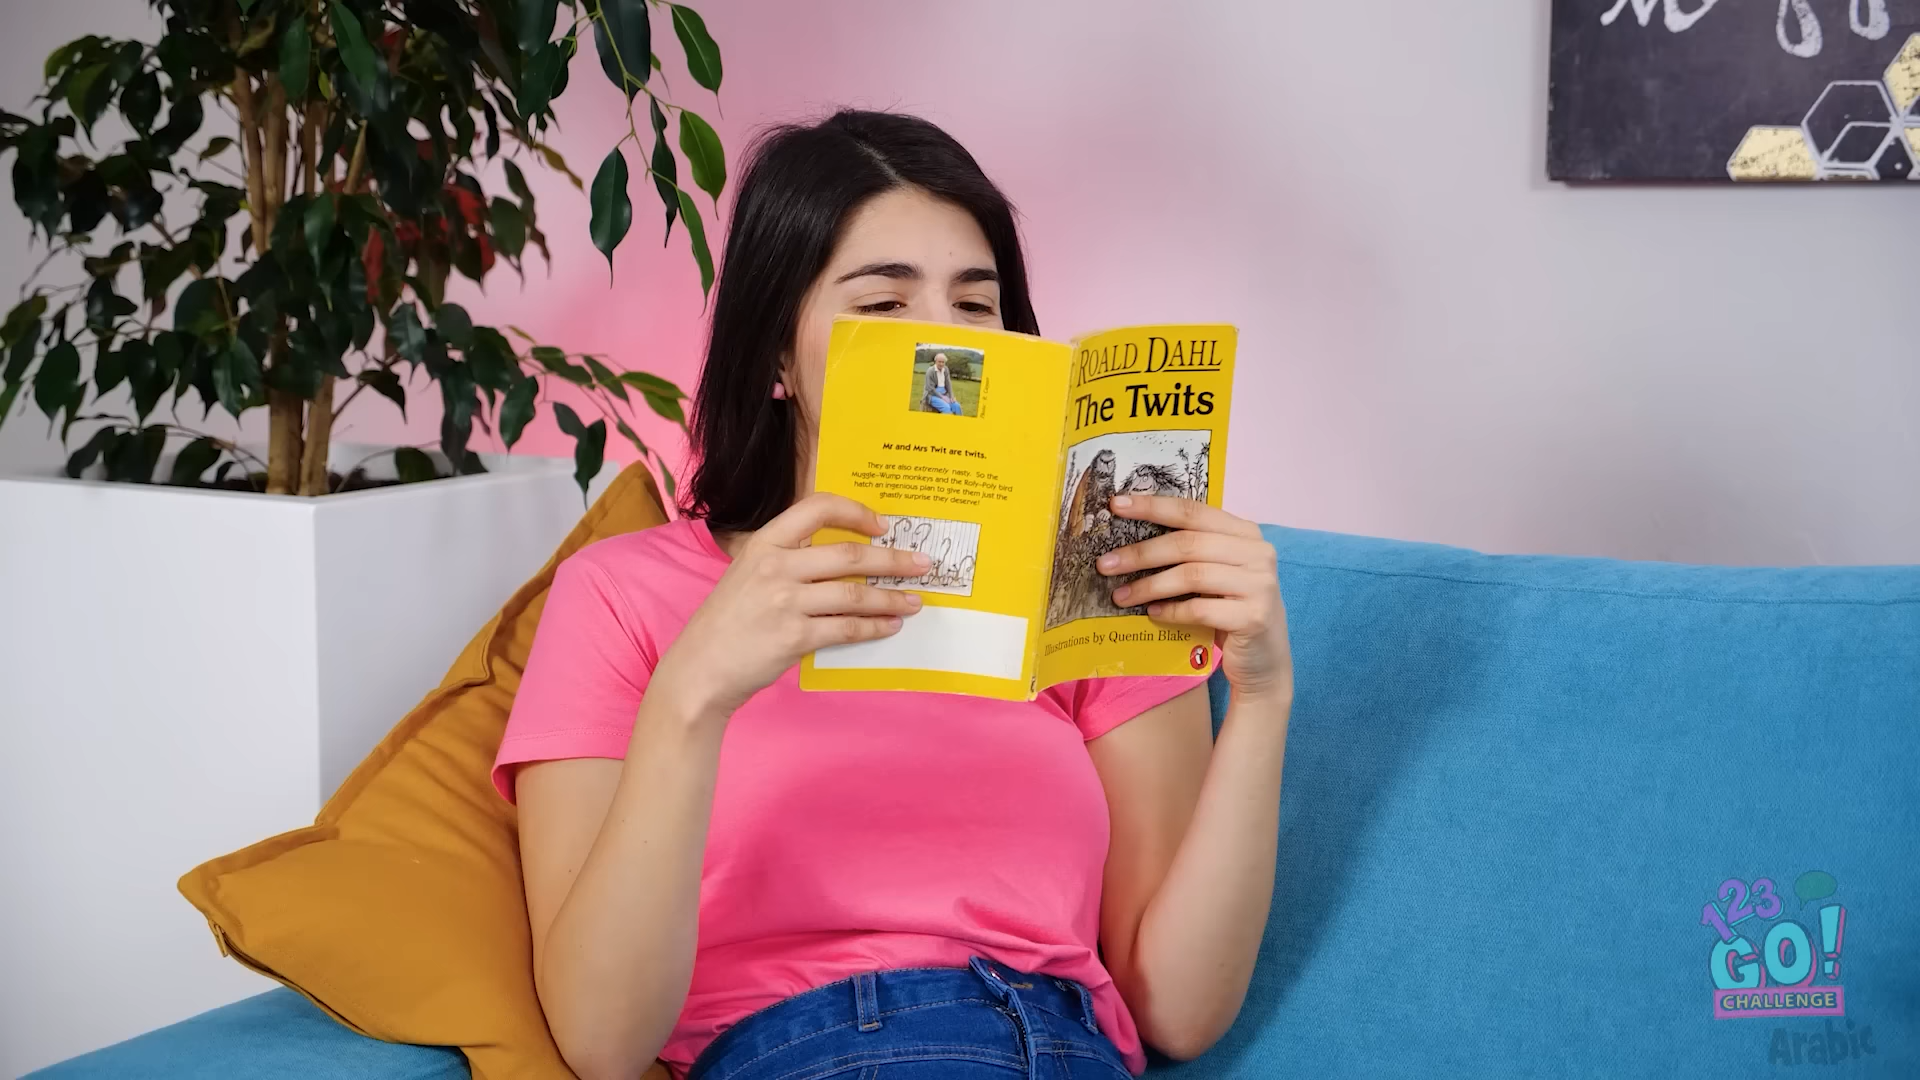 Mr and Mrs Twit are twits.
They are also extremely nasty. So the
Muggle-Wump monkeys and the Roly-Poly bird
hatch an ingenious plan to give them just the
ghastly surprise they deserve!
ROALD DAHL
The Twits
Illustrations by Quentin Blake
123
GO!
CHALLENGE
Arabic